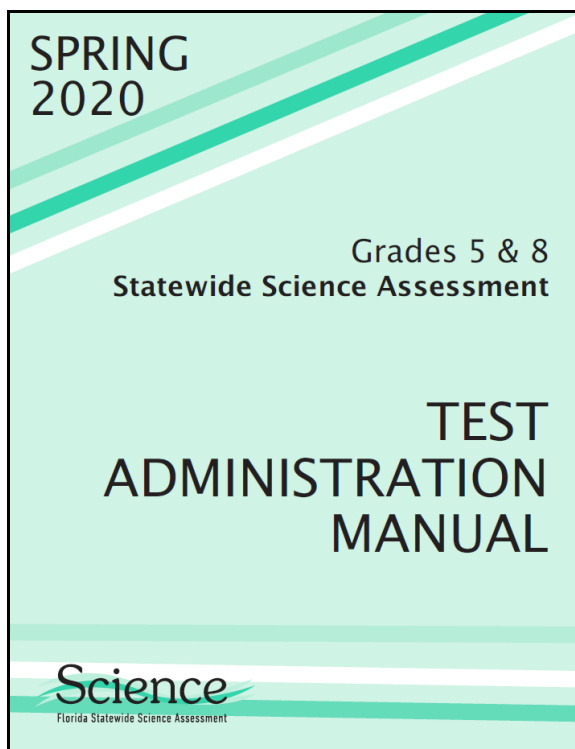 SPRING
2020
Grades 5 & 8
Statewide Science Assessment
TEST
ADMINISTRATION
MANUAL
Science
Florida Statewide Science Assessment